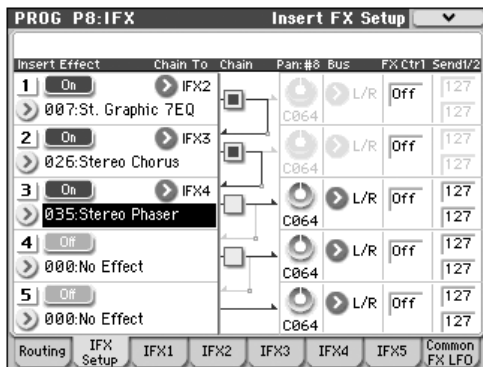 PROG P8:IFX Insert FX Setup
Insert Effect Chain To Chain Pan:#8 Bus FX Ctrl Send1/2
1 On IFX2 L/R Off 127
007:St. Graphic 7EQ C064 127
2 On IFX3 L/R Off 127
026:Stereo Chorus C064 127
3 On IFX4 L/R Off 127
035:Stereo Phaser C064 127
4 Off L/R Off 127
000:No Effect C064 127
5 Off L/R Off 127
000:No Effect C064 127
Routing IFX Setup IFX1 IFX2 IFX3 IFX4 IFX5 Common FX LFO